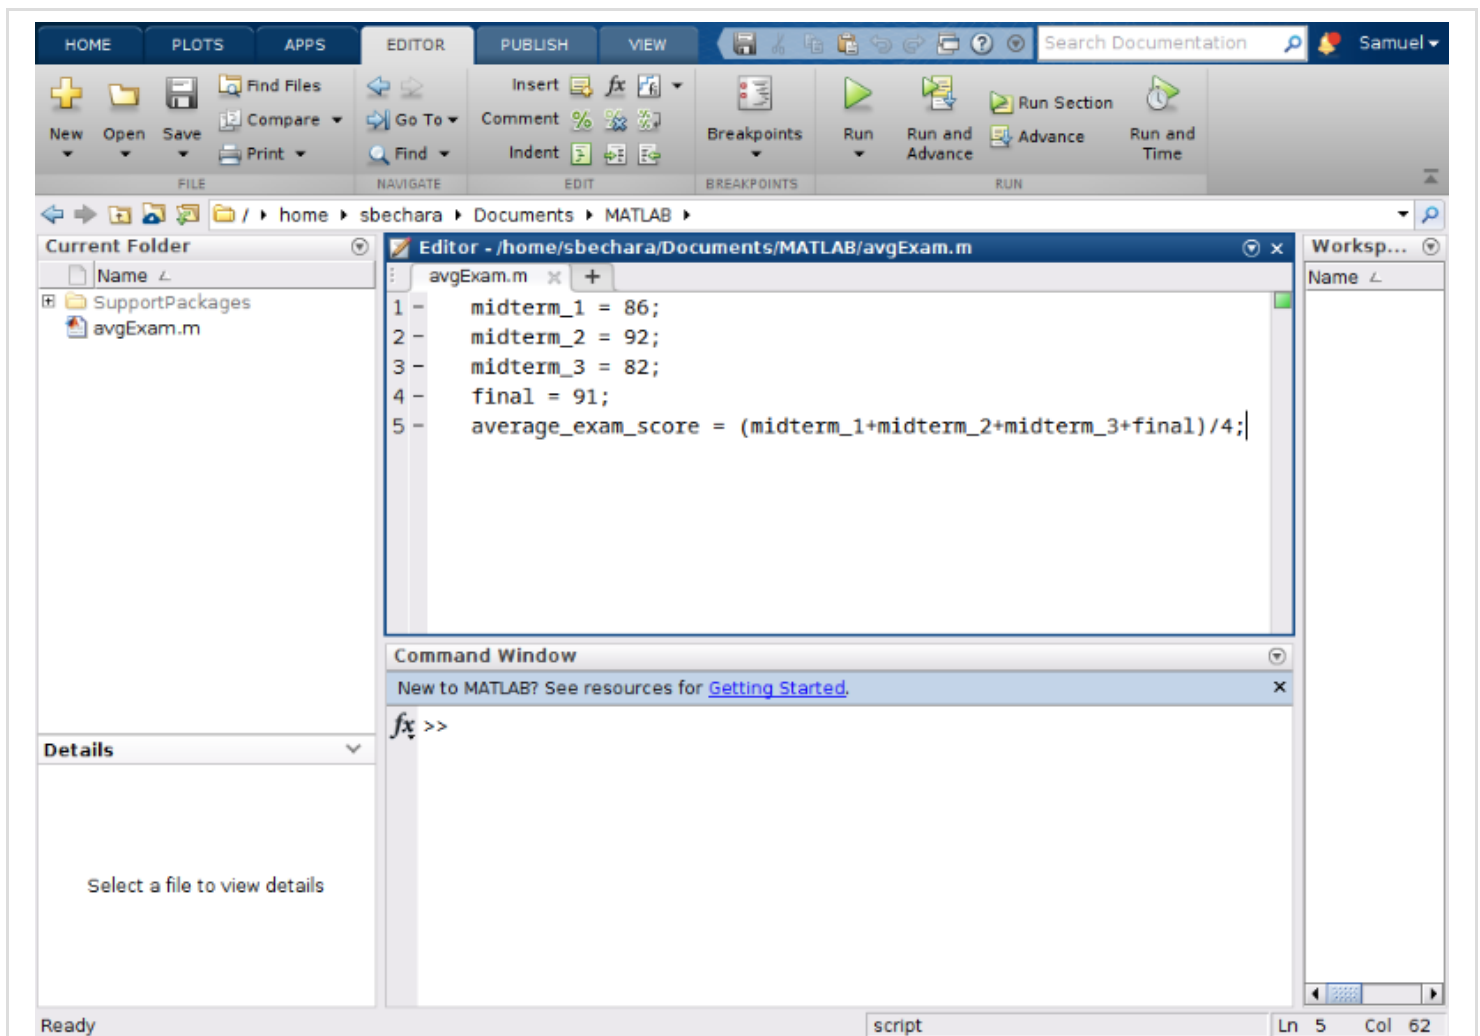 HOME PLOTS APPS EDITOR PUBLISH VIEW Search Documentation Samuel
New Open Save Find Files Compare Print
FILE
Go To Find
NAVIGATE
Insert fx
Comment
Indent
EDIT
Breakpoints
BREAKPOINTS
Run Run and Advance Run Section Advance Run and Time
RUN
/ home sbechara Documents MATLAB
Current Folder
Name
SupportPackages
avgExam.m
Editor - /home/sbechara/Documents/MATLAB/avgExam.m
avgExam.m × +
1 – midterm_1 = 86;
2 – midterm_2 = 92;
3 – midterm_3 = 82;
4 – final = 91;
5 – average_exam_score = (midterm_1+midterm_2+midterm_3+final)/4;
Worksp...
Name
Command Window
New to MATLAB? See resources for Getting Started.
fx >>
Details
Select a file to view details
Ready script Ln 5 Col 62